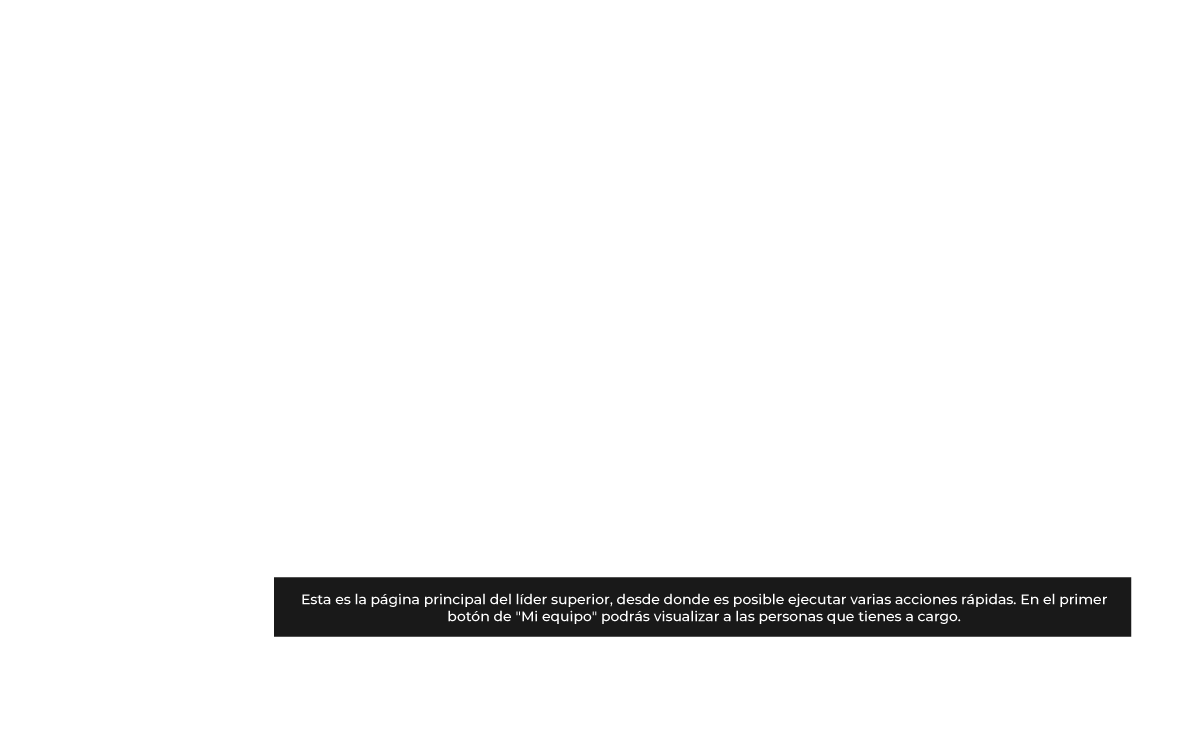 Esta es la página principal del líder superior, desde donde es posible ejecutar varias acciones rápidas. En el primer
botón de "Mi equipo" podrás visualizar a las personas que tienes a cargo.